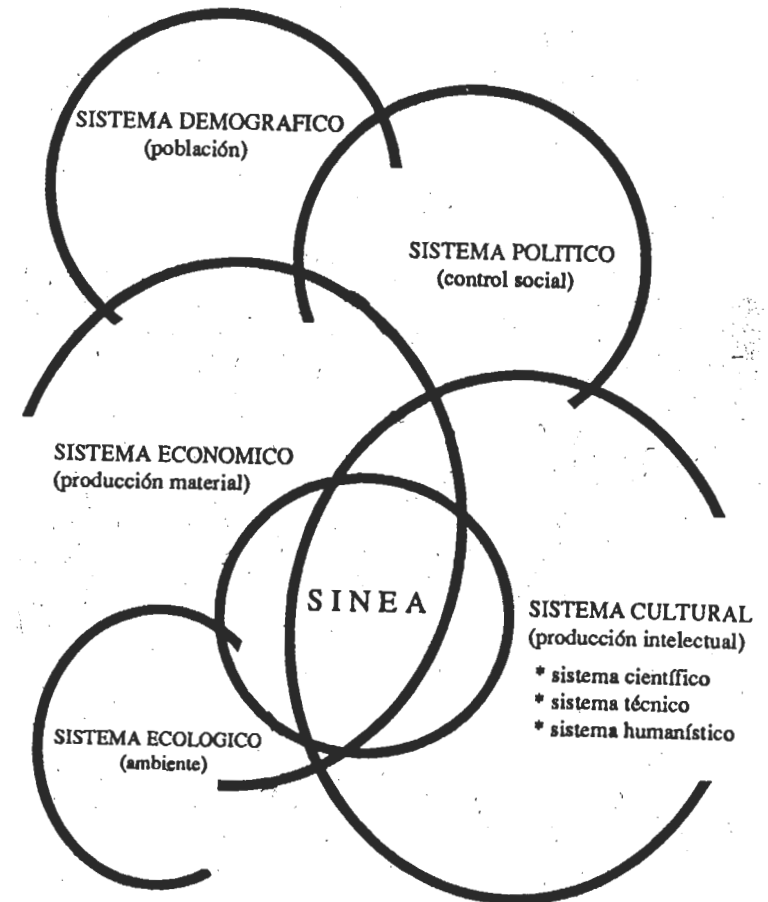 SISTEMA DEMOGRAFICO
(población)
SISTEMA POLITICO
(control social)
SISTEMA ECONOMICO
(producción material)
S I N E A
SISTEMA CULTURAL
(producción intelectual)
* sistema científico
* sistema técnico
* sistema humanístico
SISTEMA ECOLOGICO
(ambiente)